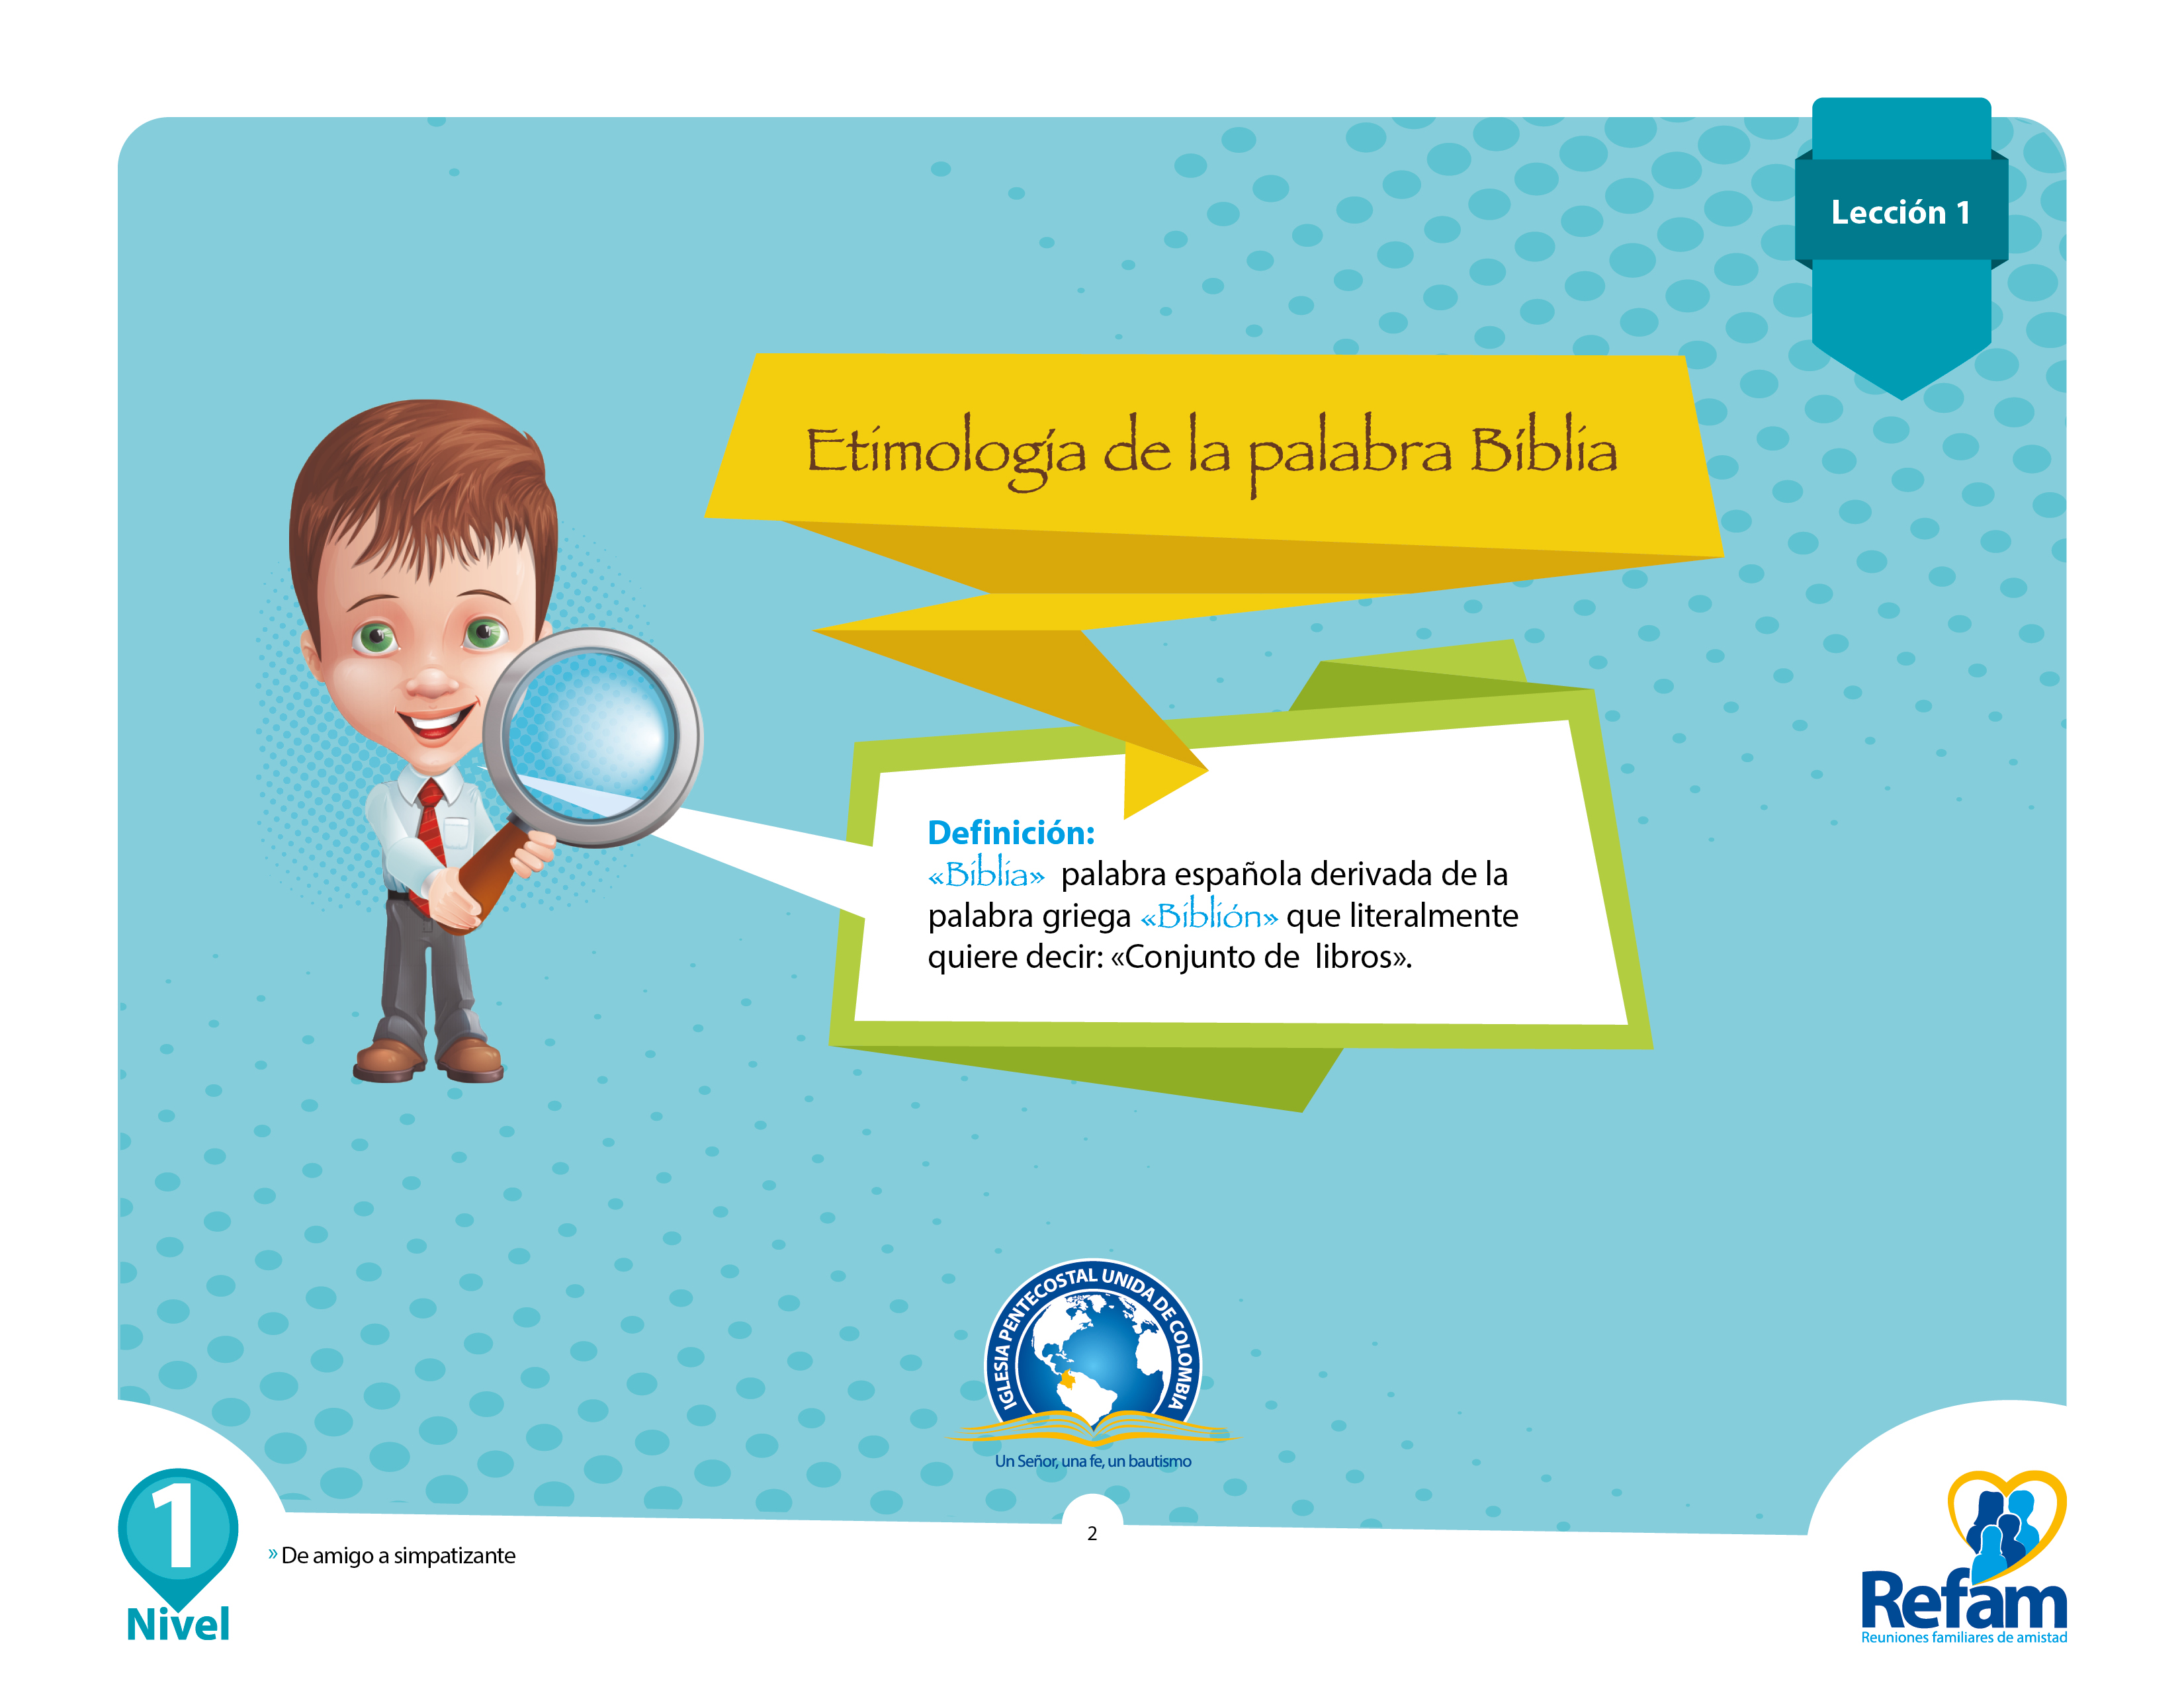 Lección 1
Etimología de la palabra Biblia
Definición:
«Biblia» palabra española derivada de la
palabra griega «Biblión» que literalmente
quiere decir: «Conjunto de libros».
IGLESIA PENTECOSTAL UNIDA DE COLOMBIA
Un Señor, una fe, un bautismo
2
1
Nivel
» De amigo a simpatizante
Refam
Reuniones familiares de amistad